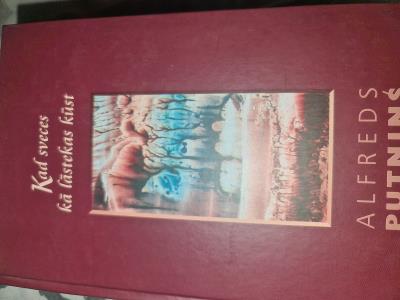 Kad sveces
kā lāstekas kūst
ALFREDS
PUTNIŅŠ